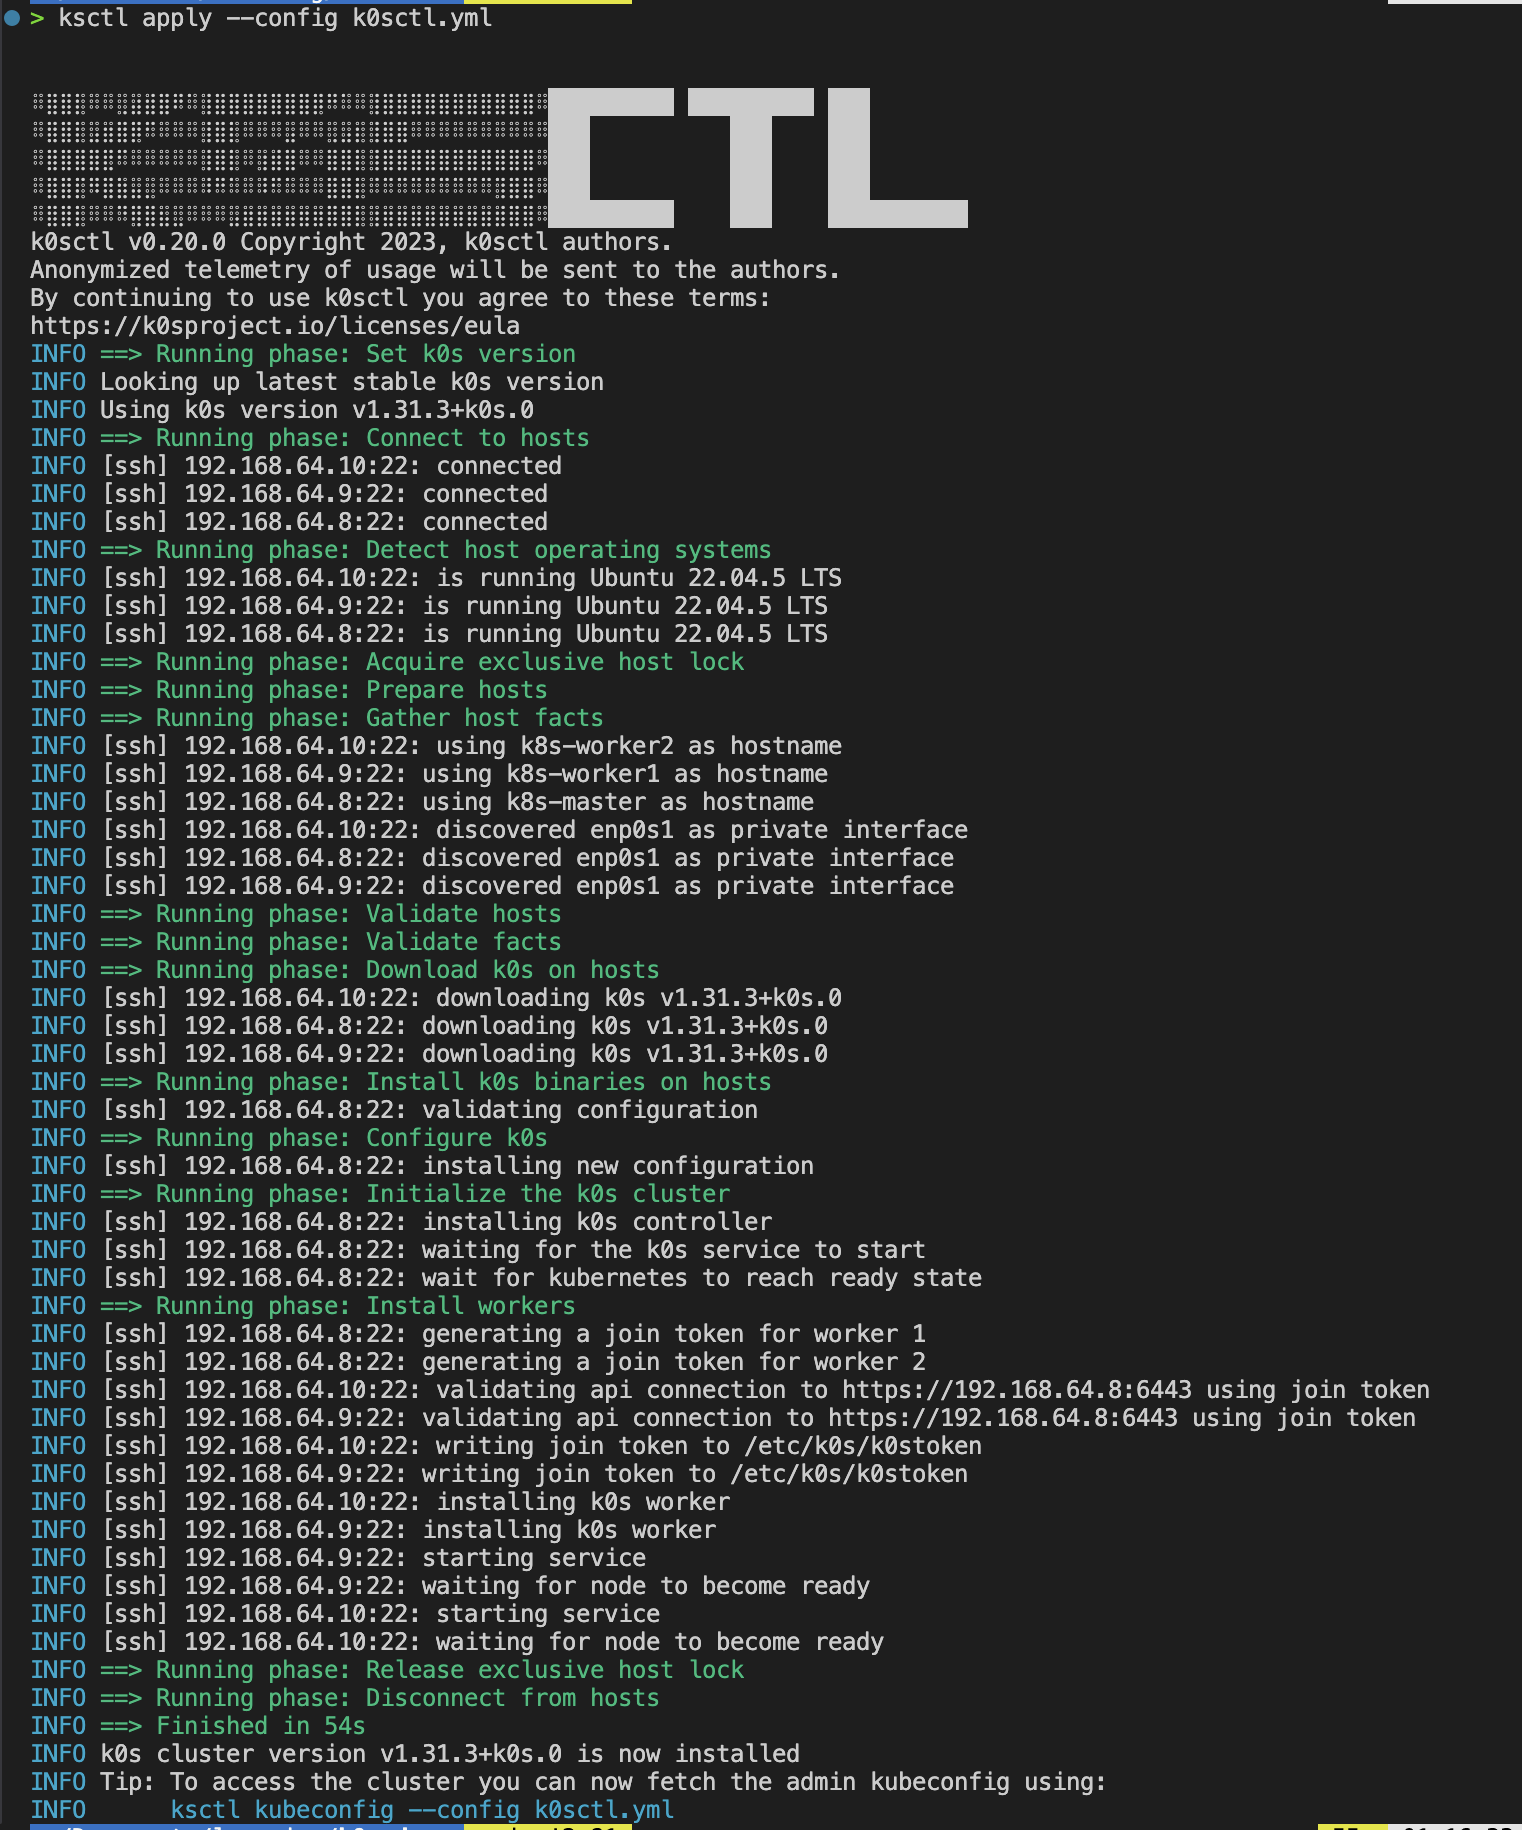 > ksctl apply --config k0sctl.yml
CTL
k0sctl v0.20.0 Copyright 2023, k0sctl authors.
Anonymized telemetry of usage will be sent to the authors.
By continuing to use k0sctl you agree to these terms:
https://k0sproject.io/licenses/eula
INFO ==> Running phase: Set k0s version
INFO Looking up latest stable k0s version
INFO Using k0s version v1.31.3+k0s.0
INFO ==> Running phase: Connect to hosts
INFO [ssh] 192.168.64.10:22: connected
INFO [ssh] 192.168.64.9:22: connected
INFO [ssh] 192.168.64.8:22: connected
INFO ==> Running phase: Detect host operating systems
INFO [ssh] 192.168.64.10:22: is running Ubuntu 22.04.5 LTS
INFO [ssh] 192.168.64.9:22: is running Ubuntu 22.04.5 LTS
INFO [ssh] 192.168.64.8:22: is running Ubuntu 22.04.5 LTS
INFO ==> Running phase: Acquire exclusive host lock
INFO ==> Running phase: Prepare hosts
INFO ==> Running phase: Gather host facts
INFO [ssh] 192.168.64.10:22: using k8s-worker2 as hostname
INFO [ssh] 192.168.64.9:22: using k8s-worker1 as hostname
INFO [ssh] 192.168.64.8:22: using k8s-master as hostname
INFO [ssh] 192.168.64.10:22: discovered enp0s1 as private interface
INFO [ssh] 192.168.64.8:22: discovered enp0s1 as private interface
INFO [ssh] 192.168.64.9:22: discovered enp0s1 as private interface
INFO ==> Running phase: Validate hosts
INFO ==> Running phase: Validate facts
INFO ==> Running phase: Download k0s on hosts
INFO [ssh] 192.168.64.10:22: downloading k0s v1.31.3+k0s.0
INFO [ssh] 192.168.64.8:22: downloading k0s v1.31.3+k0s.0
INFO [ssh] 192.168.64.9:22: downloading k0s v1.31.3+k0s.0
INFO ==> Running phase: Install k0s binaries on hosts
INFO [ssh] 192.168.64.8:22: validating configuration
INFO ==> Running phase: Configure k0s
INFO [ssh] 192.168.64.8:22: installing new configuration
INFO ==> Running phase: Initialize the k0s cluster
INFO [ssh] 192.168.64.8:22: installing k0s controller
INFO [ssh] 192.168.64.8:22: waiting for the k0s service to start
INFO [ssh] 192.168.64.8:22: wait for kubernetes to reach ready state
INFO ==> Running phase: Install workers
INFO [ssh] 192.168.64.8:22: generating a join token for worker 1
INFO [ssh] 192.168.64.8:22: generating a join token for worker 2
INFO [ssh] 192.168.64.10:22: validating api connection to https://192.168.64.8:6443 using join token
INFO [ssh] 192.168.64.9:22: validating api connection to https://192.168.64.8:6443 using join token
INFO [ssh] 192.168.64.10:22: writing join token to /etc/k0s/k0stoken
INFO [ssh] 192.168.64.9:22: writing join token to /etc/k0s/k0stoken
INFO [ssh] 192.168.64.10:22: installing k0s worker
INFO [ssh] 192.168.64.9:22: installing k0s worker
INFO [ssh] 192.168.64.9:22: starting service
INFO [ssh] 192.168.64.9:22: waiting for node to become ready
INFO [ssh] 192.168.64.10:22: starting service
INFO [ssh] 192.168.64.10:22: waiting for node to become ready
INFO ==> Running phase: Release exclusive host lock
INFO ==> Running phase: Disconnect from hosts
INFO ==> Finished in 54s
INFO k0s cluster version v1.31.3+k0s.0 is now installed
INFO Tip: To access the cluster you can now fetch the admin kubeconfig using:
INFO      ksctl kubeconfig --config k0sctl.yml